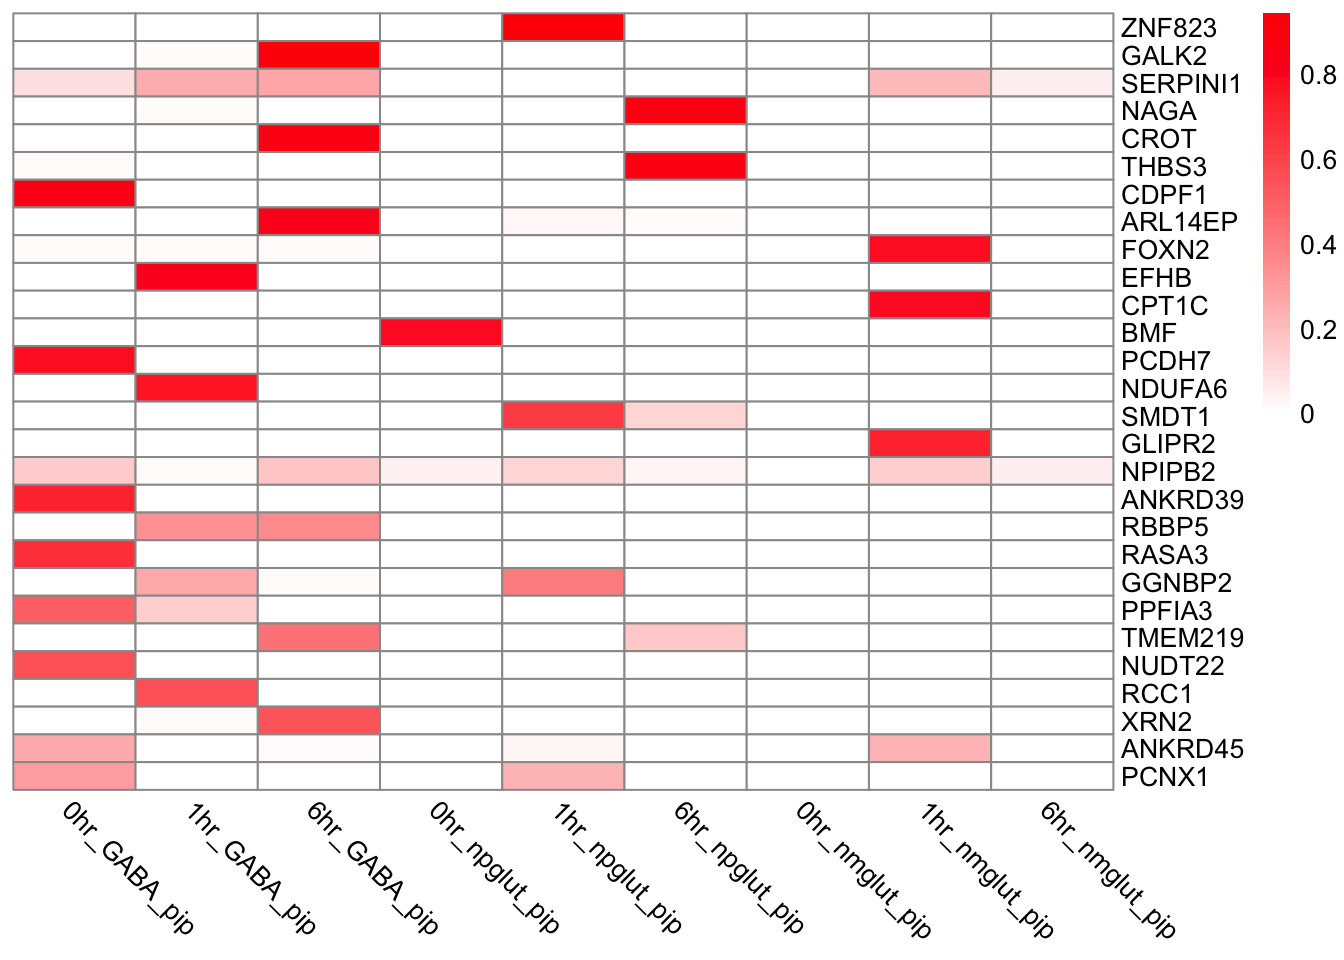 ZNF823
GALK2
SERPINI1
NAGA
CROT
THBS3
CDPF1
ARL14EP
FOXN2
EFHB
CPT1C
BMF
PCDH7
NDUFA6
SMDT1
GLIPR2
NPIPB2
ANKRD39
RBBP5
RASA3
GGNBP2
PPFIA3
TMEM219
NUDT22
RCC1
XRN2
ANKRD45
PCNX1
0.8
0.6
0.4
0.2
0
0hr_GABA_pip
1hr_GABA_pip
6hr_GABA_pip
0hr_npglut_pip
1hr_npglut_pip
6hr_npglut_pip
0hr_nmglut_pip
1hr_nmglut_pip
6hr_nmglut_pip